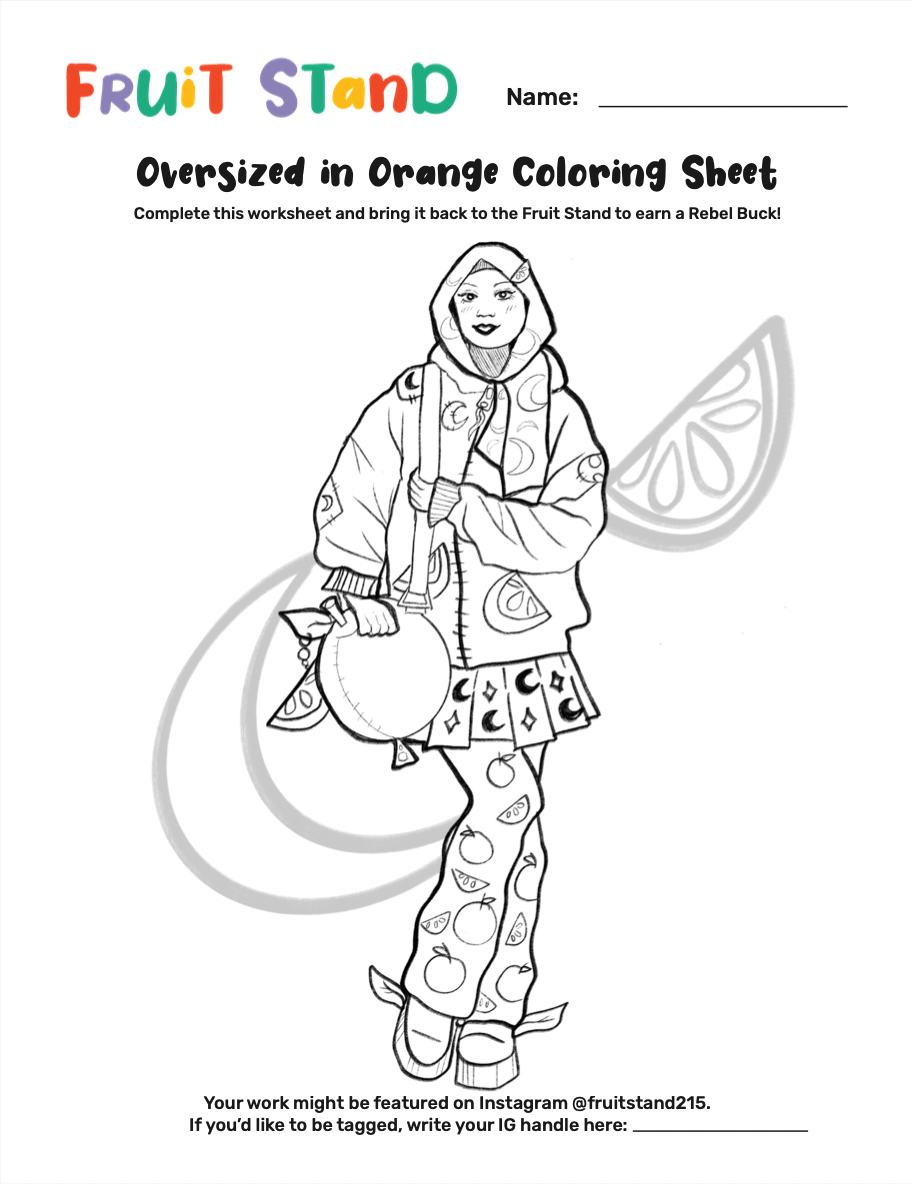 FRUiT STanD
Name:
Oversized in Orange Coloring Sheet
Complete this worksheet and bring it back to the Fruit Stand to earn a Rebel Buck!
Your work might be featured on Instagram @fruitstand215.
If you'd like to be tagged, write your IG handle here: